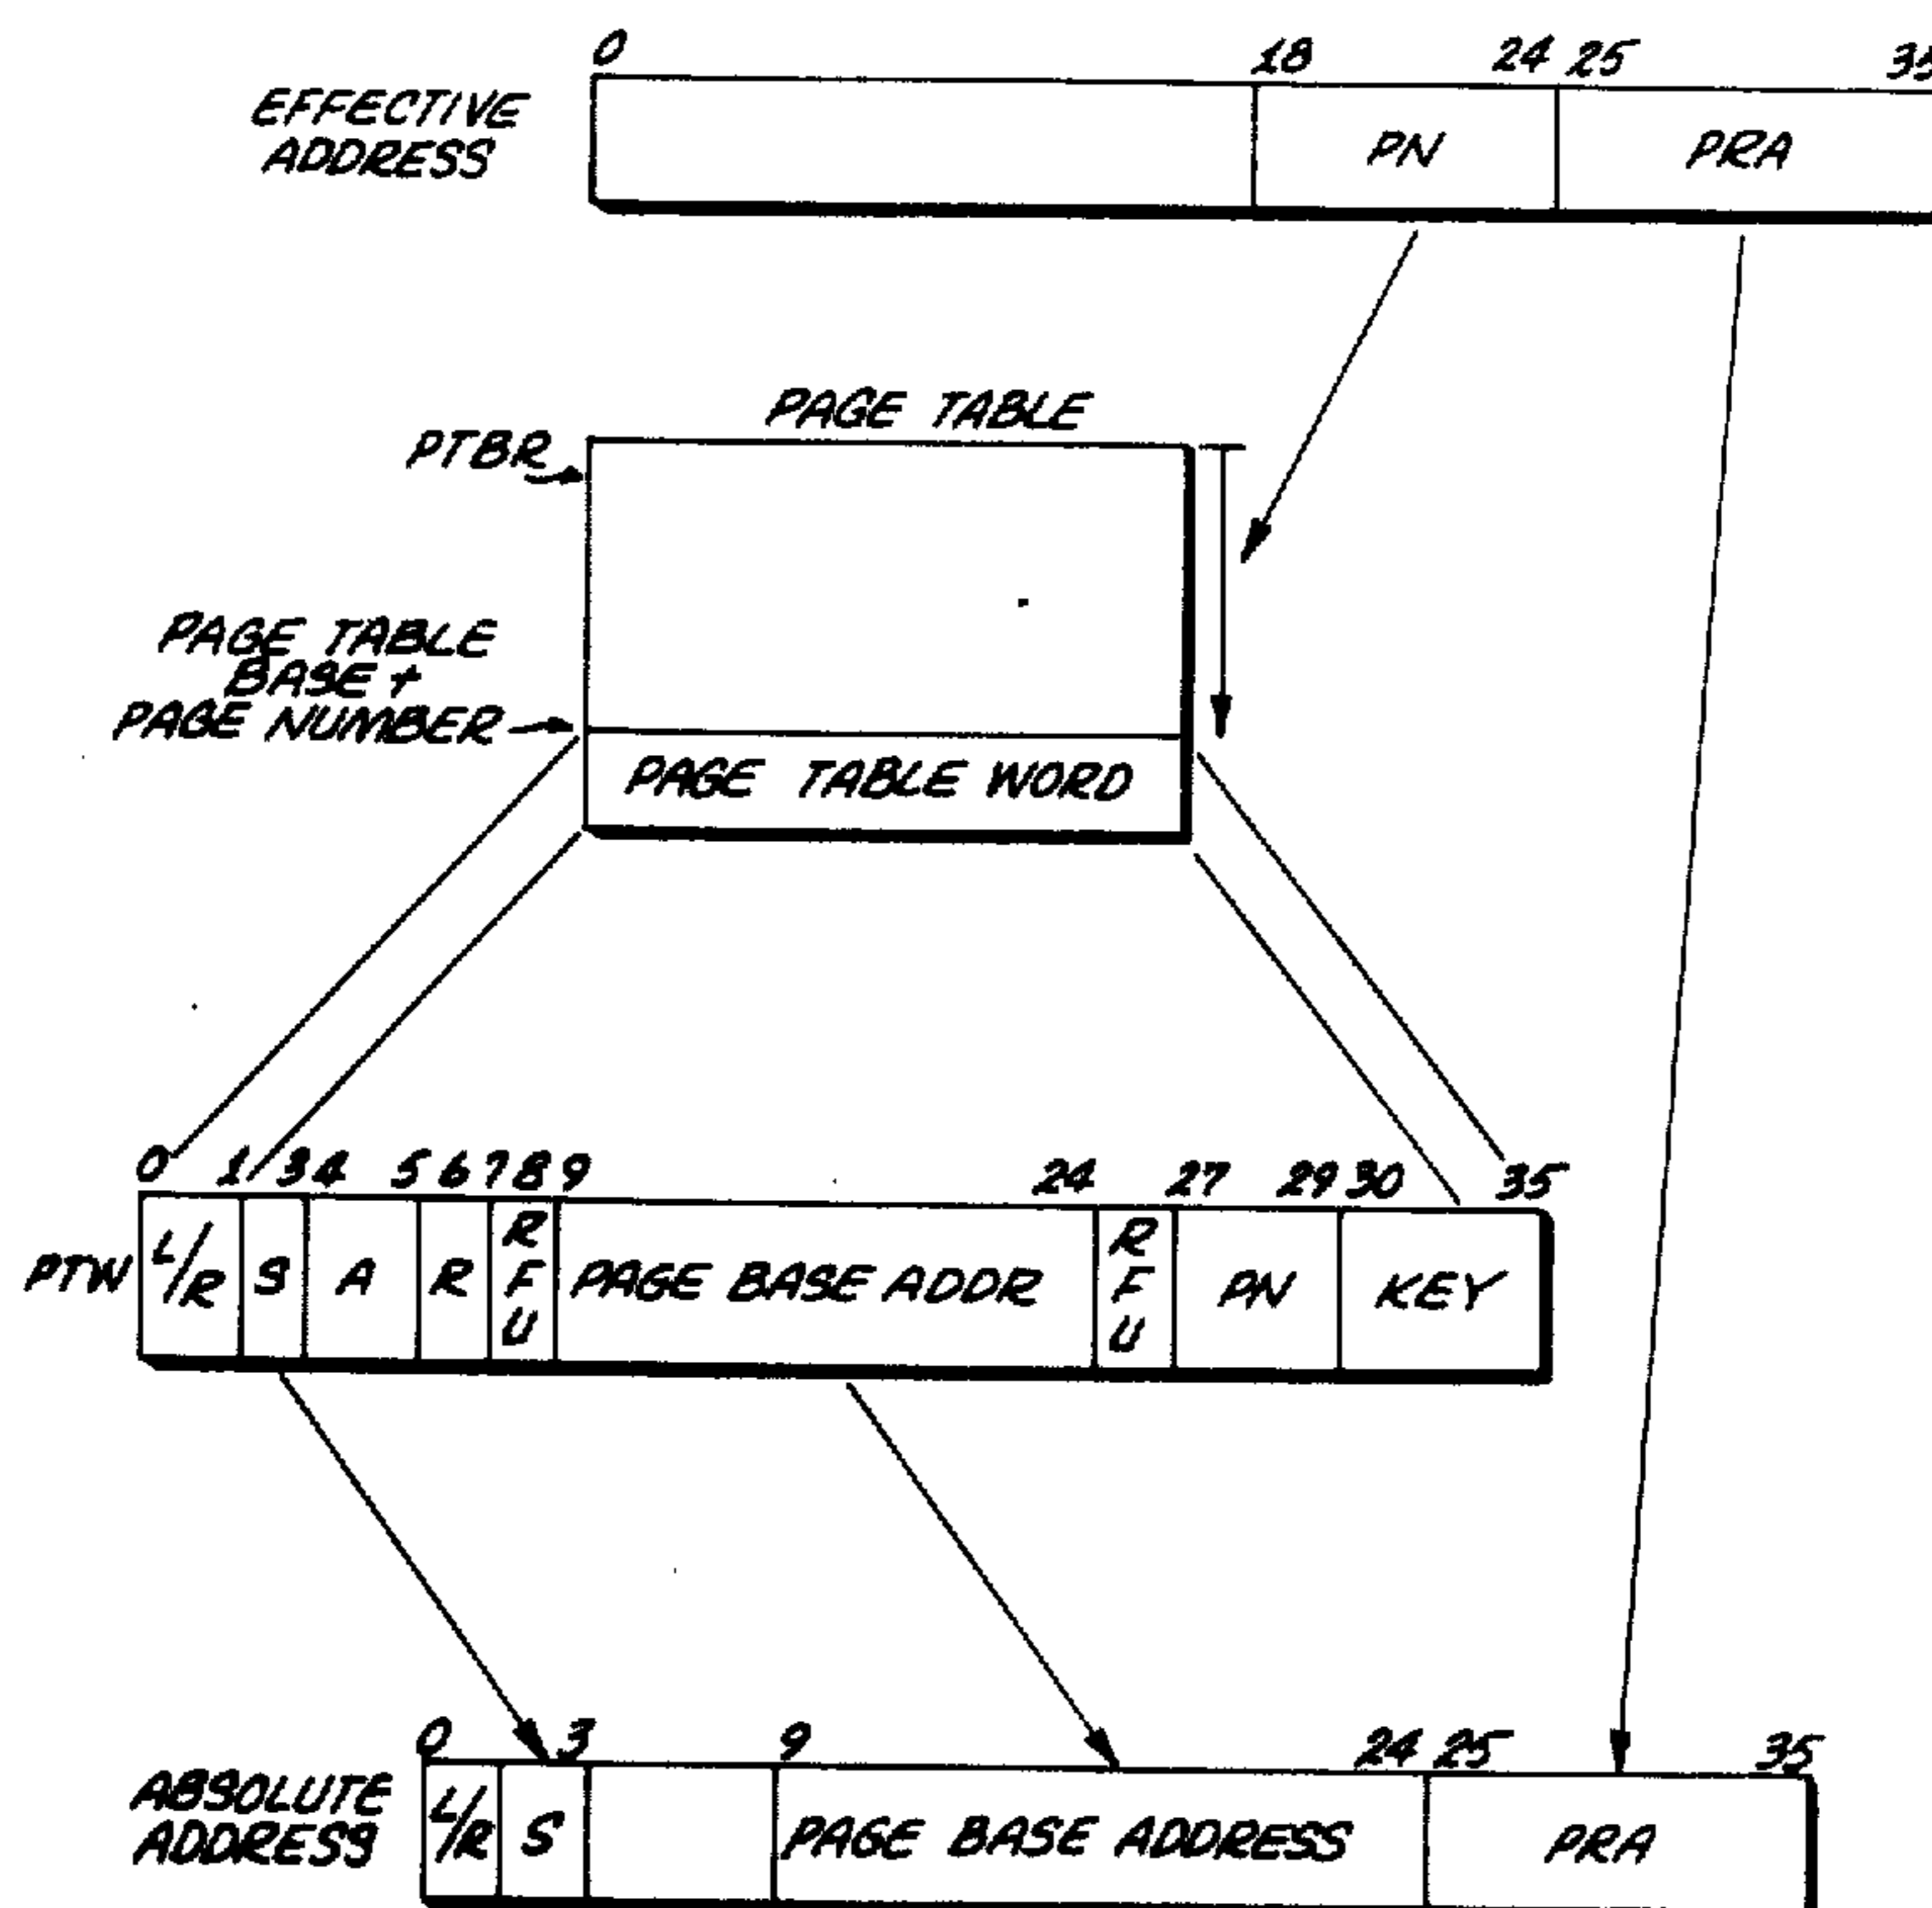 0 18 24 25 35
EFFECTIVE
ADDRESS
PN PRA
PAGE TABLE
PTBR
PAGE TABLE
BASE +
PAGE NUMBER
PAGE TABLE WORD
0 1 3 4 5 6 7 8 9 24 27 29 30 35
PTW L/R S A R RFU PAGE BASE ADDR RFU PN KEY
0 3 9 24 25 35
ABSOLUTE
ADDRESS
L/R S PAGE BASE ADDRESS PRA